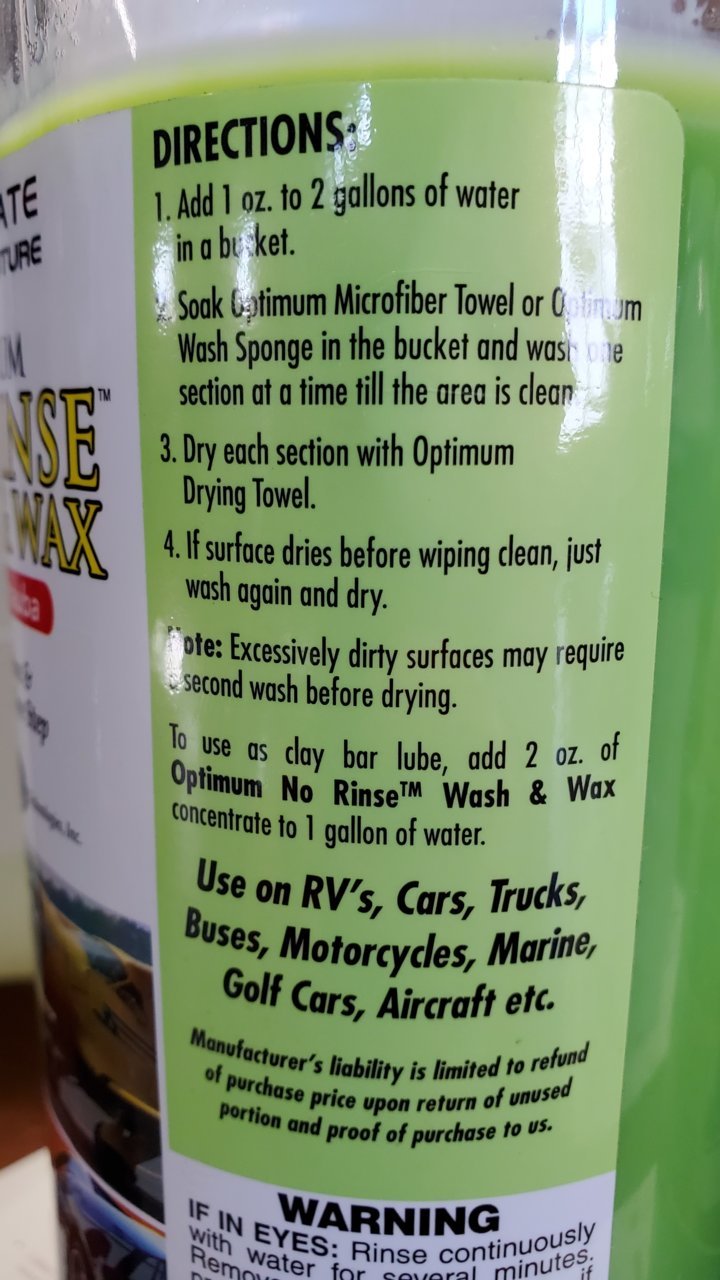 DIRECTIONS:
1. Add 1 oz. to 2 gallons of water
in a bucket.
2. Soak Optimum Microfiber Towel or Optimum
Wash Sponge in the bucket and wash one
section at a time till the area is clean.
3. Dry each section with Optimum
Drying Towel.
4. If surface dries before wiping clean, just
wash again and dry.
Note: Excessively dirty surfaces may require
a second wash before drying.
To use as clay bar lube, add 2 oz. of
Optimum No Rinse™ Wash & Wax
concentrate to 1 gallon of water.
Use on RV's, Cars, Trucks,
Buses, Motorcycles, Marine,
Golf Cars, Aircraft etc.
Manufacturer's liability is limited to refund
of purchase price upon return of unused
portion and proof of purchase to us.
WARNING
IF IN EYES: Rinse continuously
with water for several minutes.
if
ATE
TURE
UM
NSE™
& WAX
Step
Inc.